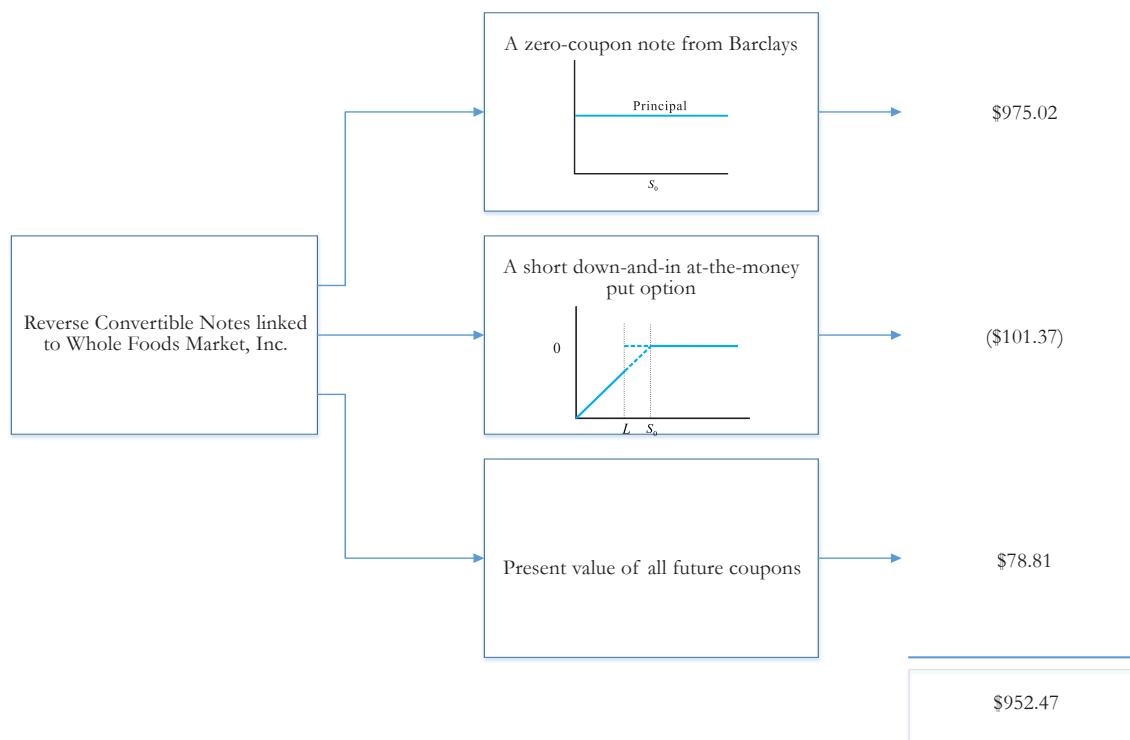 A zero-coupon note from Barclays
Principal
S₀
$975.02
Reverse Convertible Notes linked
to Whole Foods Market, Inc.
A short down-and-in at-the-money
put option
0
L S₀
($101.37)
Present value of all future coupons
$78.81
$952.47